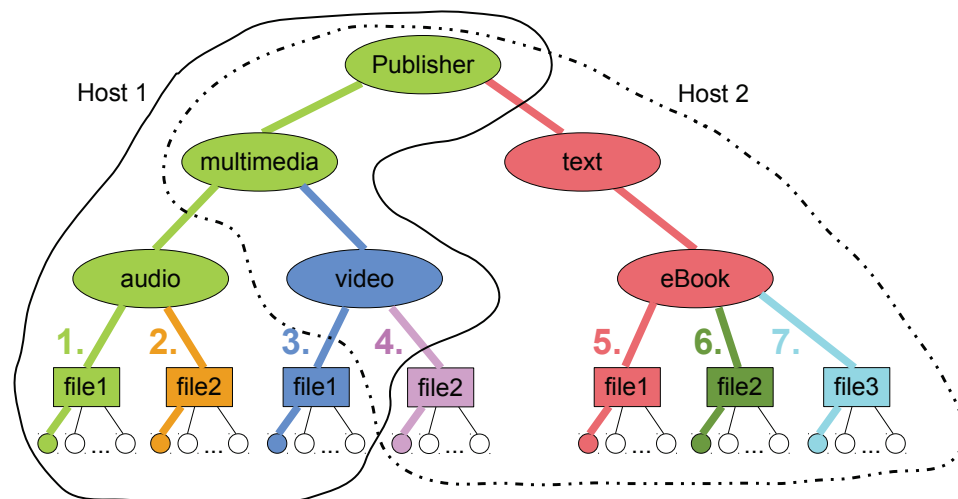 Publisher
Host 1
Host 2
multimedia
text
audio
video
eBook
1.
2.
3.
4.
5.
6.
7.
file1
file2
file1
file2
file1
file2
file3
...
...
...
...
...
...
...